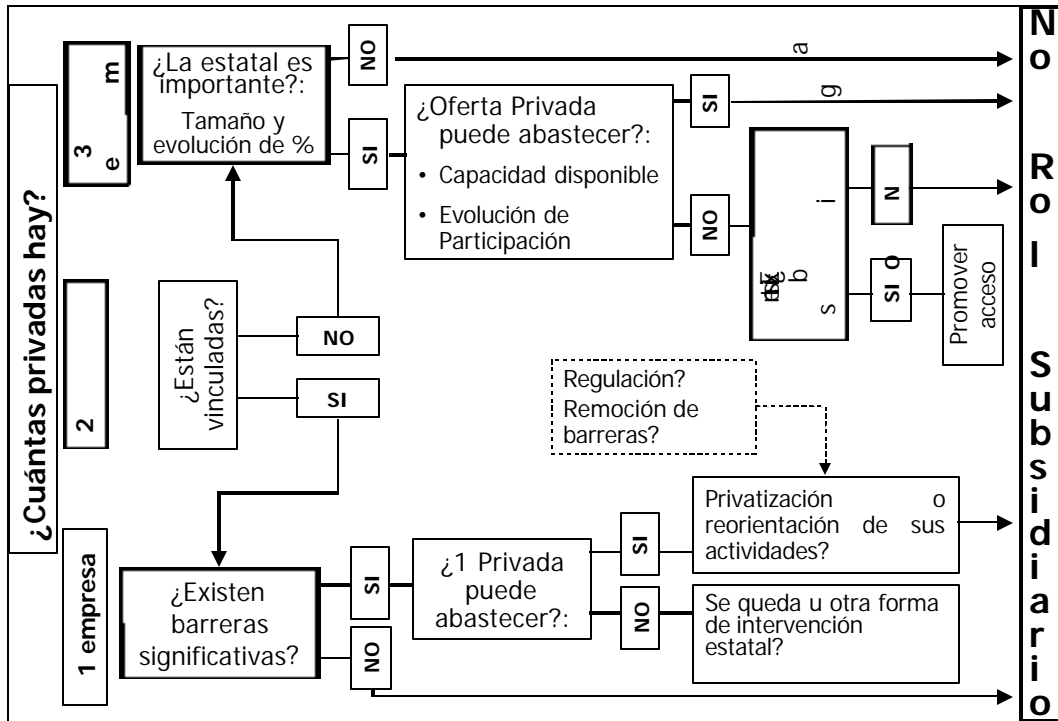 ¿Cuántas privadas hay?
3
m
e
¿La estatal es
importante?:
Tamaño y
evolución de %
NO
SI
a
g
¿Oferta Privada
puede abastecer?:
• Capacidad disponible
• Evolución de
Participación
SI
NO
i
b
s
N
SI O
Promover
acceso
2
¿Están
vinculadas?
NO
SI
Regulación?
Remoción de
barreras?
1 empresa
¿Existen
barreras
significativas?
SI
NO
¿1 Privada
puede
abastecer?:
SI
NO
Privatización o
reorientación de sus
actividades?
Se queda u otra forma
de intervención
estatal?
No Rol Subsidiario